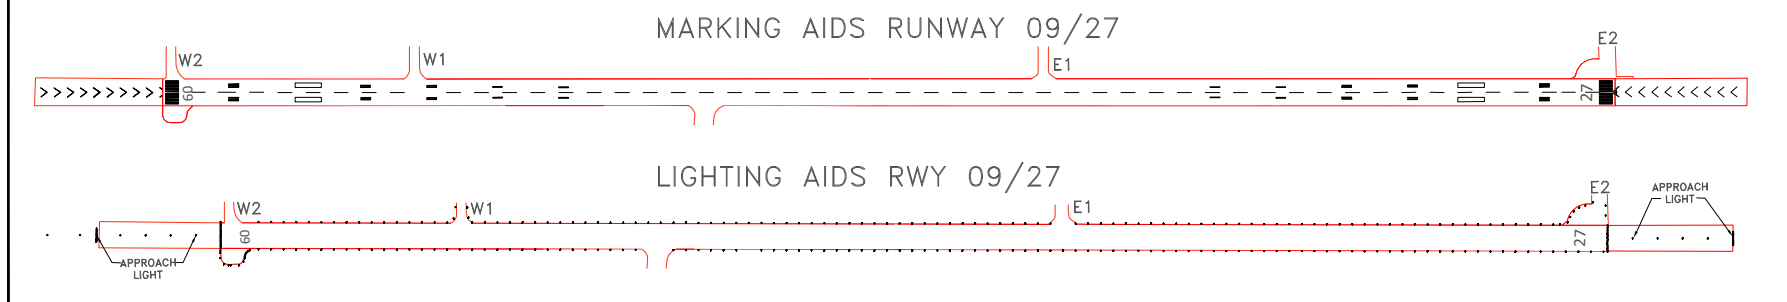 MARKING AIDS RUNWAY 09/27
W2
W1
E1
E2
09
27
LIGHTING AIDS RWY 09/27
W2
W1
E1
E2
09
27
APPROACH
LIGHT
APPROACH
LIGHT